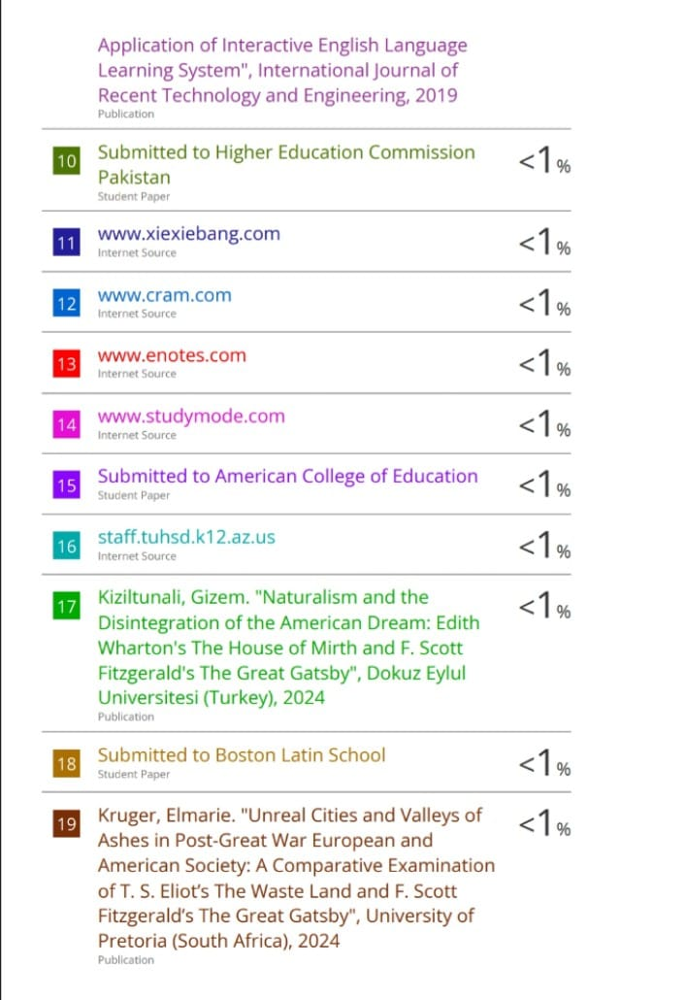 Application of Interactive English Language
Learning System", International Journal of
Recent Technology and Engineering, 2019
Publication
10
Submitted to Higher Education Commission
Pakistan
Student Paper
<1%
11
www.xiexiebang.com
Internet Source
<1%
12
www.cram.com
Internet Source
<1%
13
www.enotes.com
Internet Source
<1%
14
www.studymode.com
Internet Source
<1%
15
Submitted to American College of Education
Student Paper
<1%
16
staff.tuhsd.k12.az.us
Internet Source
<1%
17
Kiziltunali, Gizem. "Naturalism and the
Disintegration of the American Dream: Edith
Wharton's The House of Mirth and F. Scott
Fitzgerald's The Great Gatsby", Dokuz Eylul
Universitesi (Turkey), 2024
Publication
<1%
18
Submitted to Boston Latin School
Student Paper
<1%
19
Kruger, Elmarie. "Unreal Cities and Valleys of
Ashes in Post-Great War European and
American Society: A Comparative Examination
of T. S. Eliot’s The Waste Land and F. Scott
Fitzgerald’s The Great Gatsby", University of
Pretoria (South Africa), 2024
Publication
<1%